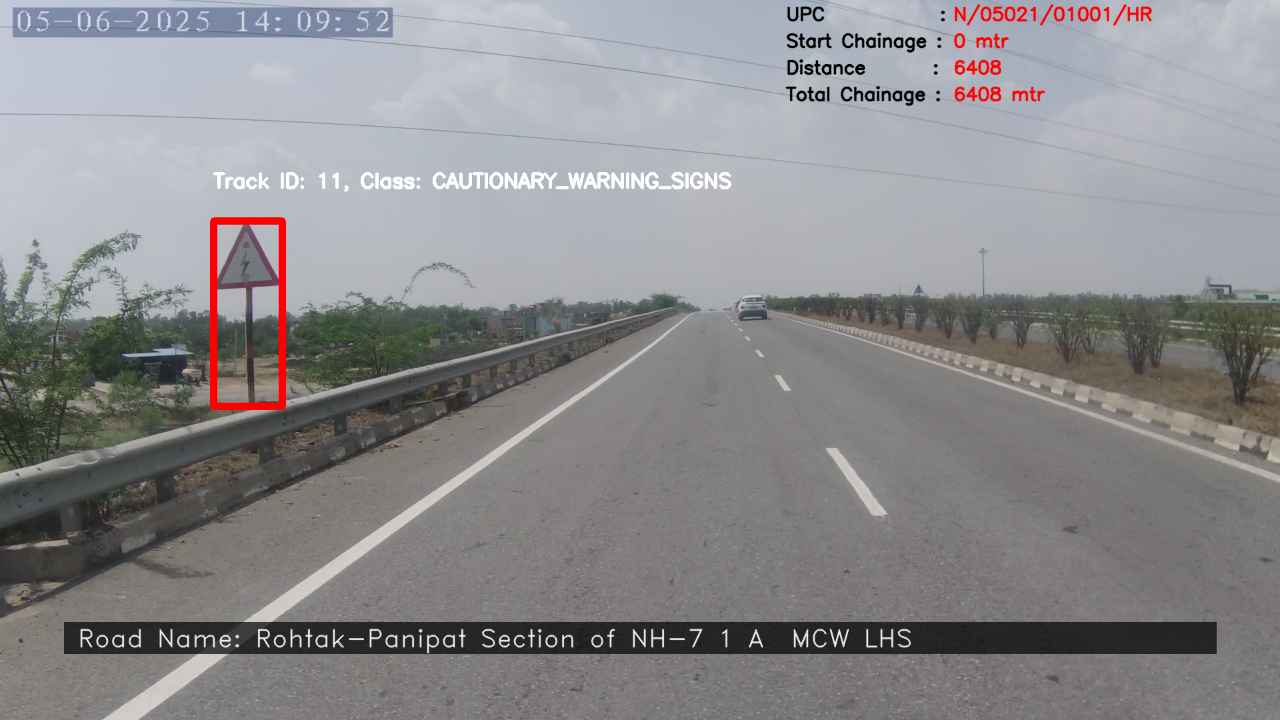 05-06-2025 14:09:52
UPC : N/05021/01001/HR
Start Chainage : 0 mtr
Distance : 6408
Total Chainage : 6408 mtr
Track ID: 11, Class: CAUTIONARY_WARNING_SIGNS
Road Name: Rohtak-Panipat Section of NH-7 1 A MCW LHS